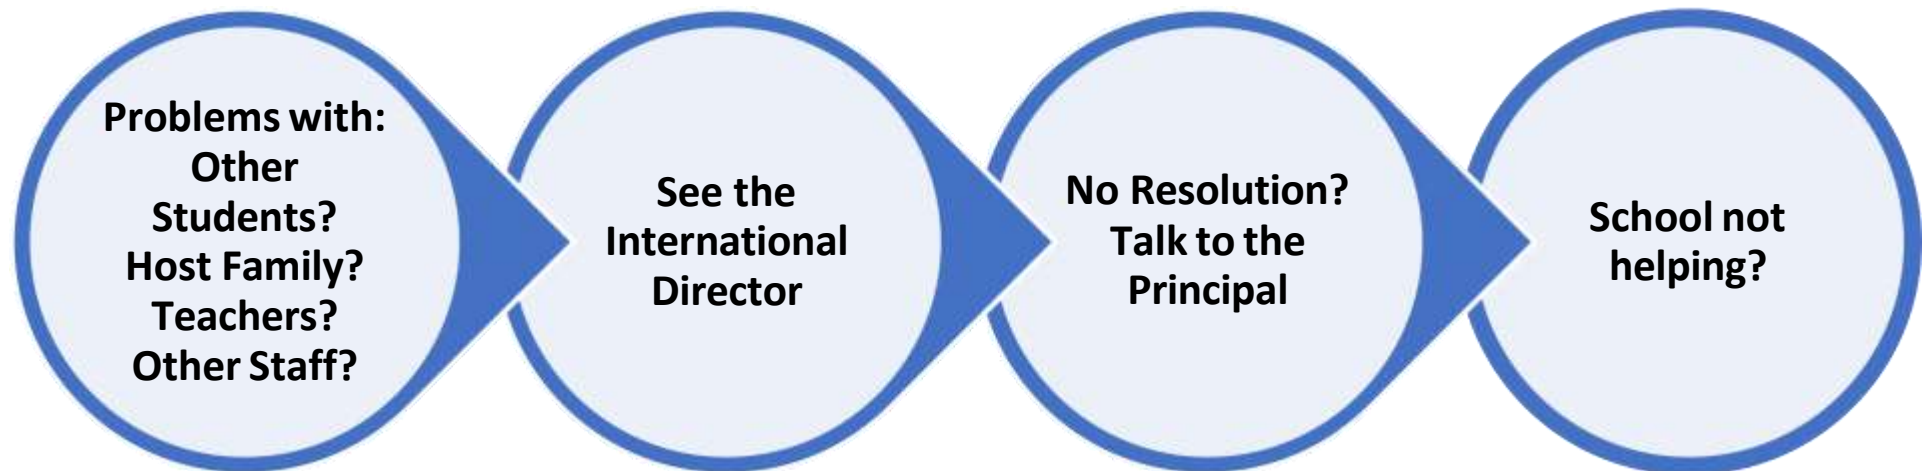 Problems with:
Other
Students?
Host Family?
Teachers?
Other Staff?
See the
International
Director
No Resolution?
Talk to the
Principal
School not
helping?